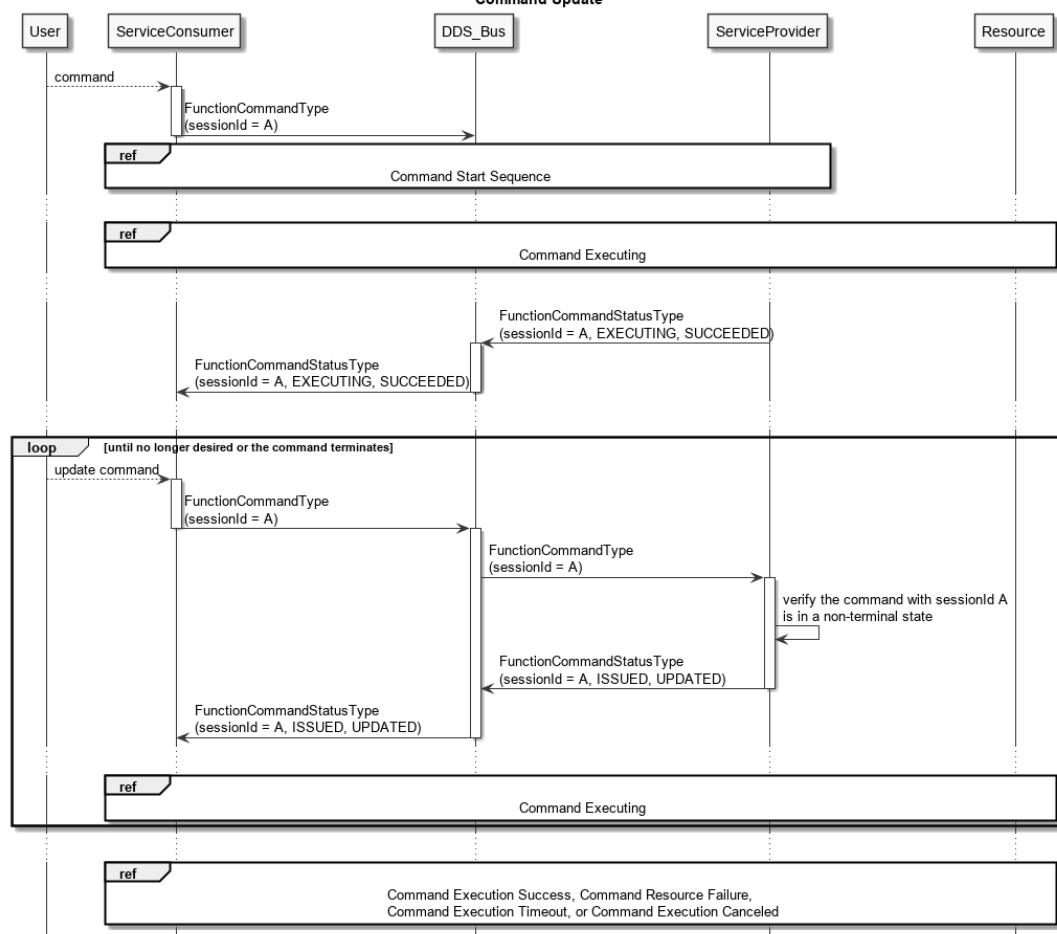 Command Update
User
ServiceConsumer
DDS_Bus
ServiceProvider
Resource
command
FunctionCommandType
(sessionId = A)
ref
Command Start Sequence
ref
Command Executing
FunctionCommandStatusType
(sessionId = A, EXECUTING, SUCCEEDED)
FunctionCommandStatusType
(sessionId = A, EXECUTING, SUCCEEDED)
loop
[until no longer desired or the command terminates]
update command
FunctionCommandType
(sessionId = A)
FunctionCommandType
(sessionId = A)
verify the command with sessionId A
is in a non-terminal state
FunctionCommandStatusType
(sessionId = A, ISSUED, UPDATED)
FunctionCommandStatusType
(sessionId = A, ISSUED, UPDATED)
ref
Command Executing
ref
Command Execution Success, Command Resource Failure,
Command Execution Timeout, or Command Execution Canceled